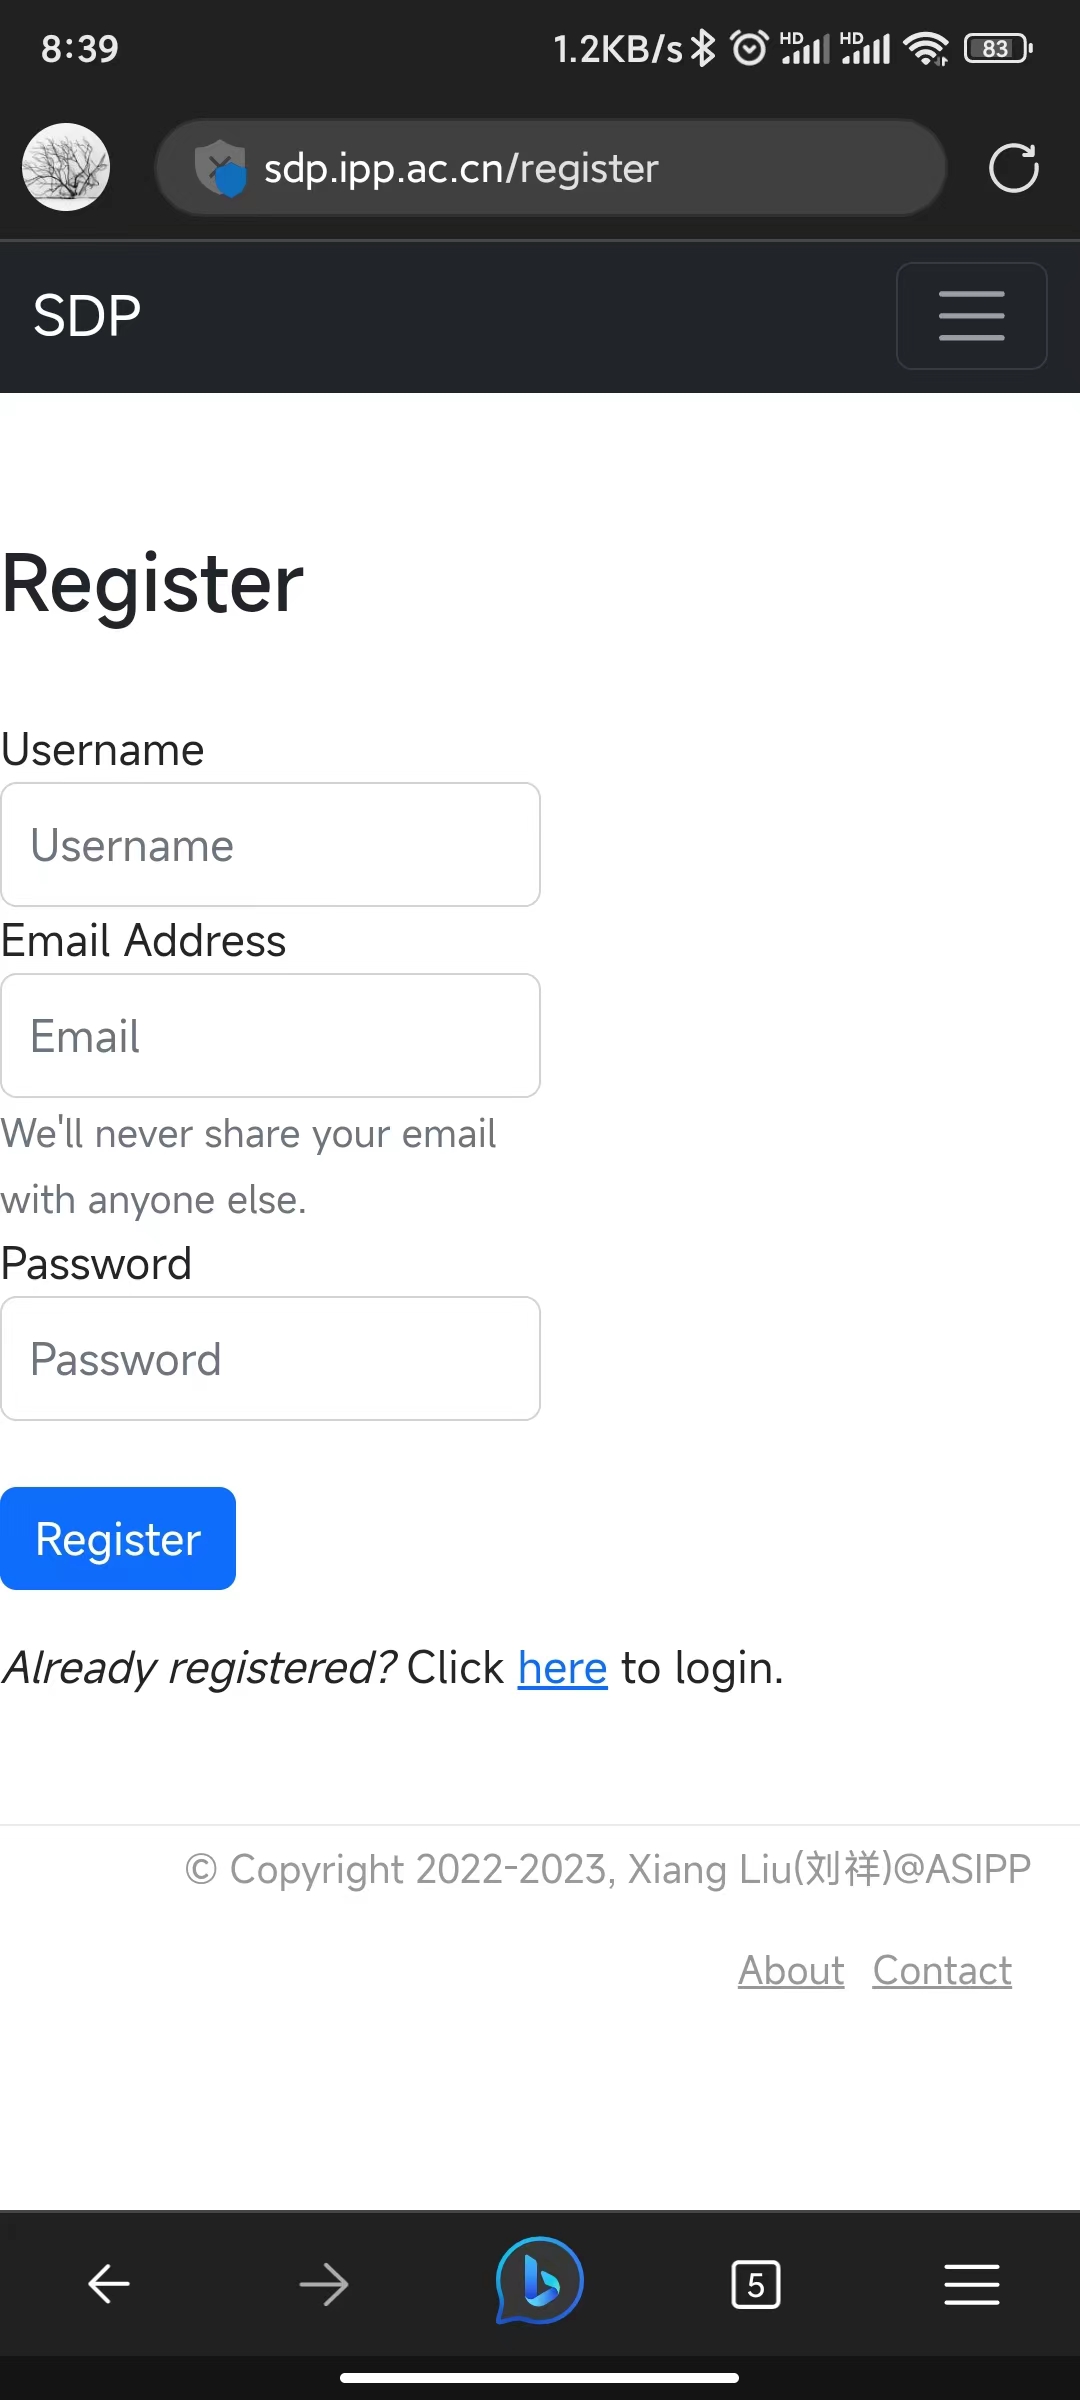 8:39
1.2KB/s HD HD 83
sdp.ipp.ac.cn/register
SDP
Register
Username
Username
Email Address
Email
We'll never share your email
with anyone else.
Password
Password
Register
Already registered? Click here to login.
© Copyright 2022-2023, Xiang Liu(刘祥)@ASIPP
About Contact
5